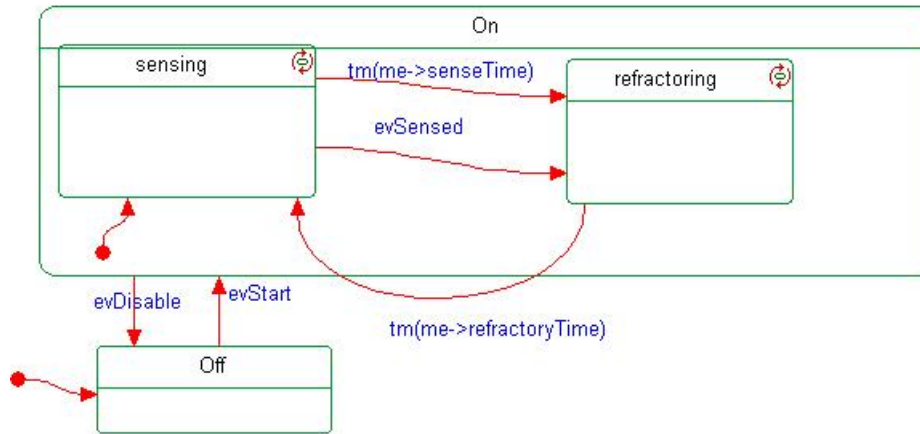 On
sensing
tm(me->senseTime)
refractoring
evSensed
evDisable
evStart
tm(me->refractoryTime)
Off